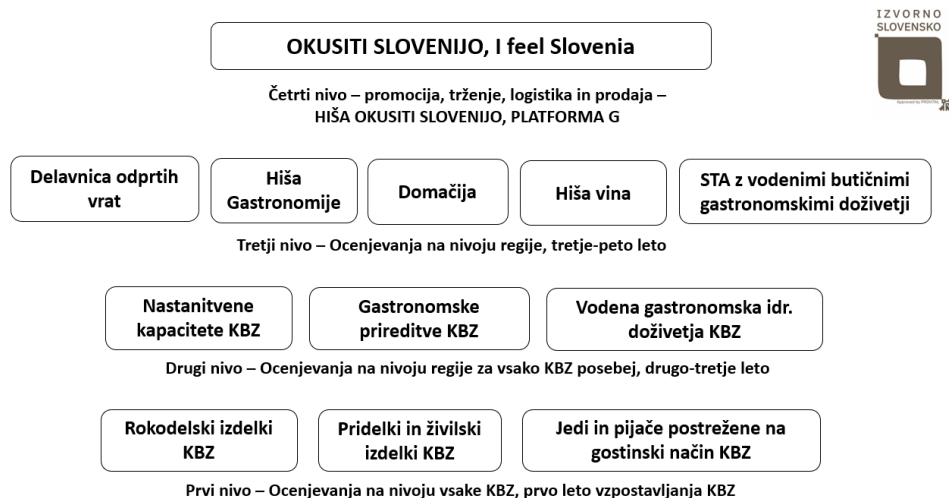 IZVORNO
SLOVENSKO
OKUSITI SLOVENIJO, I feel Slovenia
Četrti nivo – promocija, trženje, logistika in prodaja –
HIŠA OKUSITI SLOVENIJO, PLATFORMA G
Delavnica odprtih
vrat
Hiša
Gastronomije
Domačija
Hiša vina
STA z vodenimi butičnimi
gastronomskimi doživetji
Tretji nivo – Ocenjevanja na nivoju regije, tretje-peto leto
Nastanitvene
kapacitete KBZ
Gastronomske
prireditve KBZ
Vodena gastronomska idr.
doživetja KBZ
Drugi nivo – Ocenjevanja na nivoju regije za vsako KBZ posebej, drugo-tretje leto
Rokodelski izdelki
KBZ
Pridelki in živilski
izdelki KBZ
Jedi in pijače postrežene na
gostinski način KBZ
Prvi nivo – Ocenjevanja na nivoju vsake KBZ, prvo leto vzpostavljanja KBZ